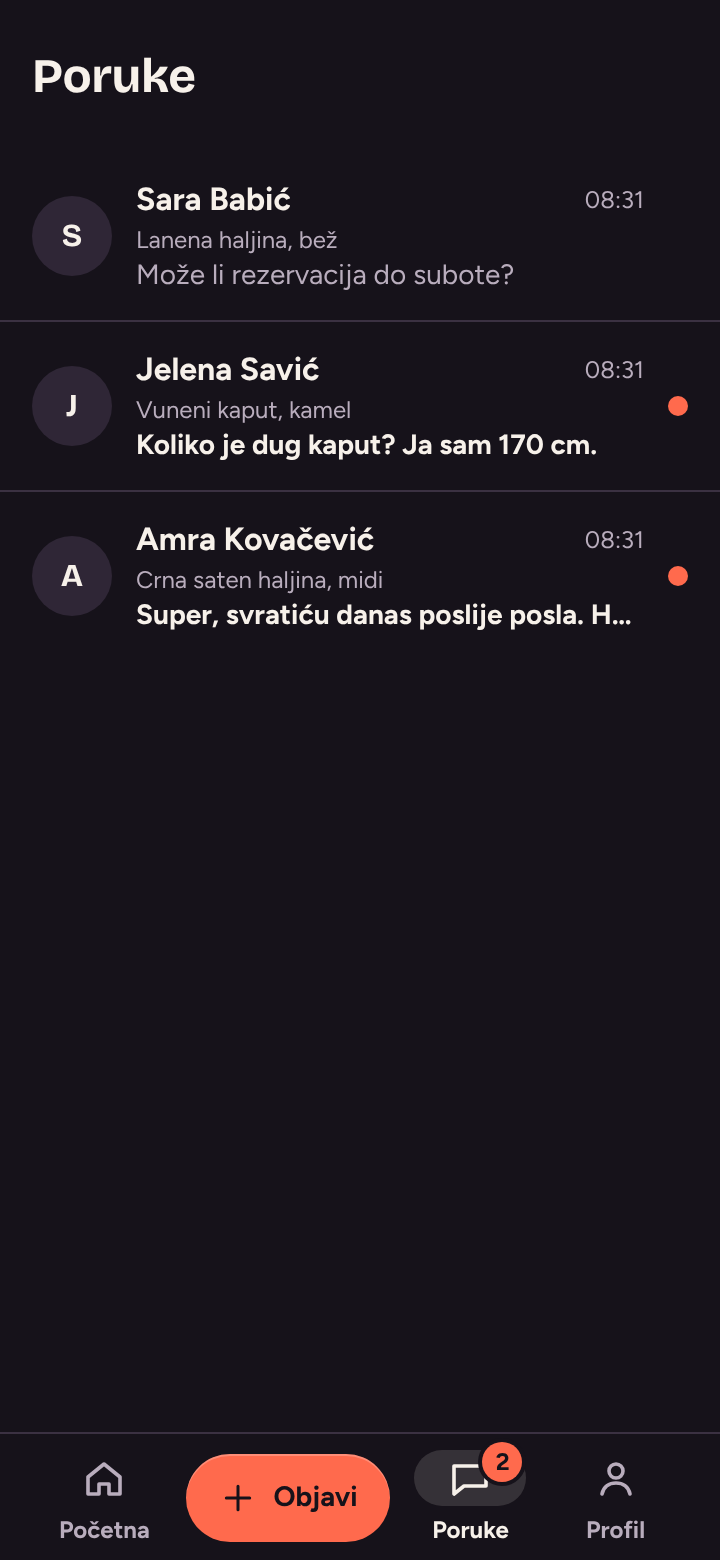 Poruke
S
Sara Babić
08:31
Lanena haljina, bež
Može li rezervacija do subote?
J
Jelena Savić
08:31
Vuneni kaput, kamel
Koliko je dug kaput? Ja sam 170 cm.
A
Amra Kovačević
08:31
Crna saten haljina, midi
Super, svratiću danas poslije posla. H...
Početna
Objavi
2
Poruke
Profil